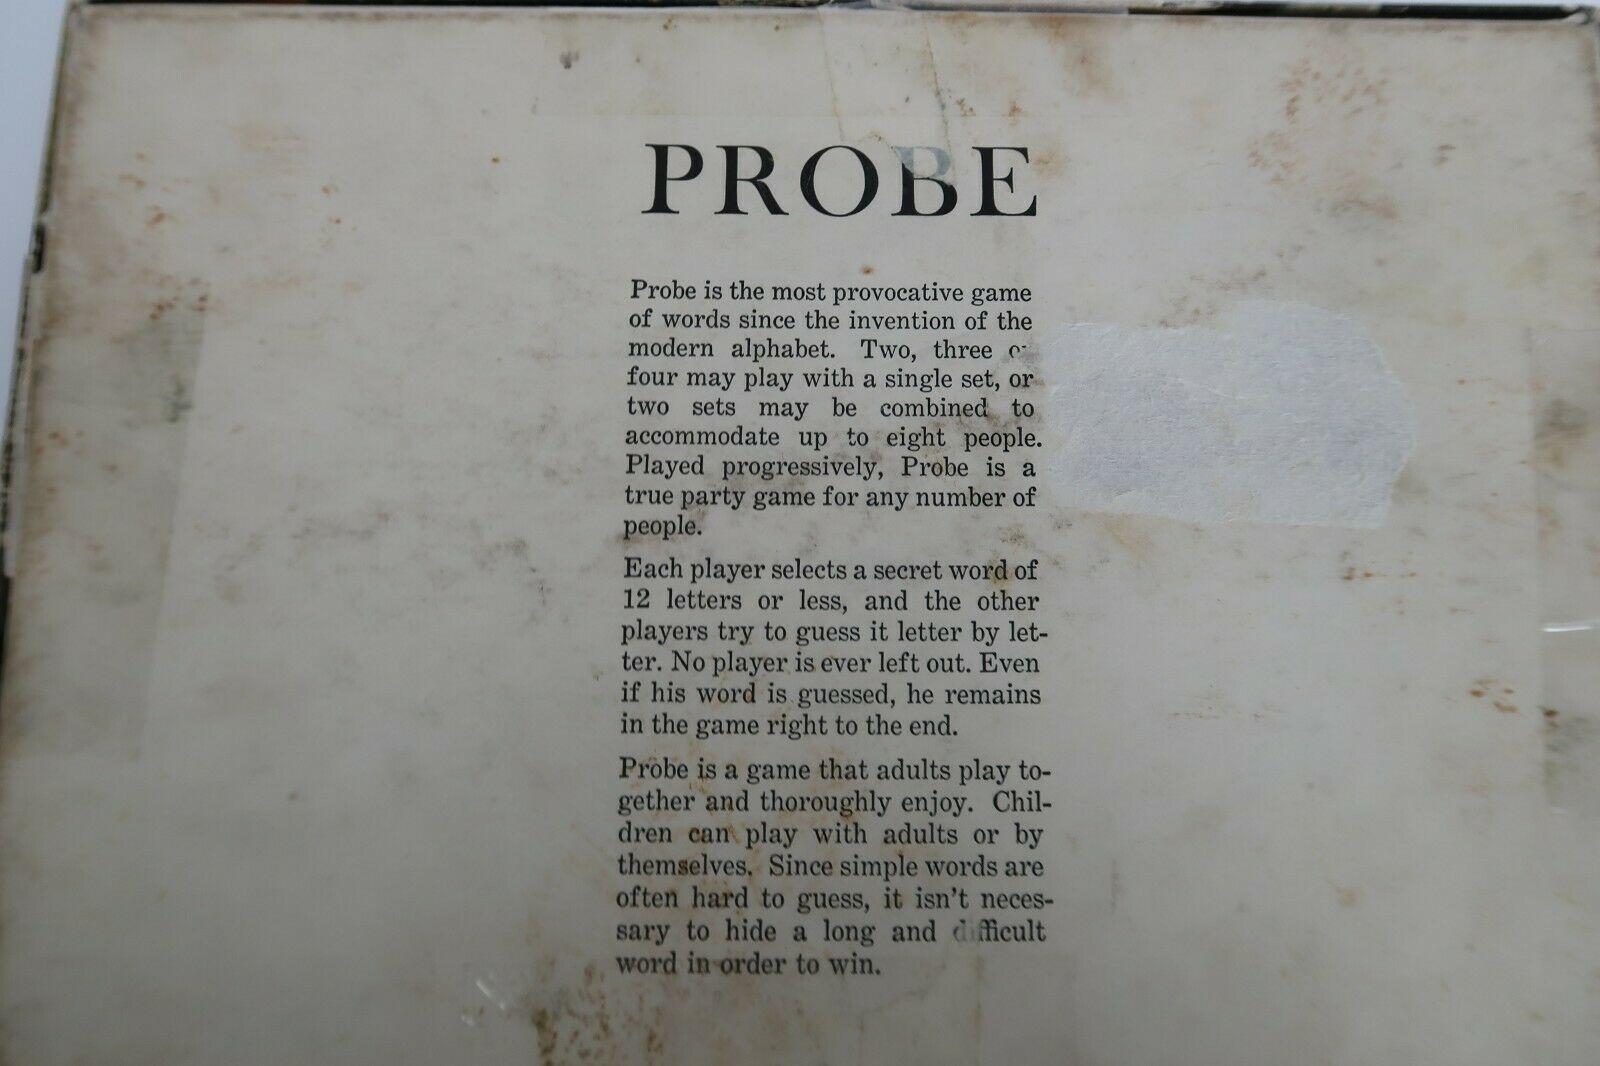 PROBE
Probe is the most provocative game
of words since the invention of the
modern alphabet. Two, three or
four may play with a single set, or
two sets may be combined to
accommodate up to eight people.
Played progressively, Probe is a
true party game for any number of
people.
Each player selects a secret word of
12 letters or less, and the other
players try to guess it letter by let-
ter. No player is ever left out. Even
if his word is guessed, he remains
in the game right to the end.
Probe is a game that adults play to-
gether and thoroughly enjoy. Chil-
dren can play with adults or by
themselves. Since simple words are
often hard to guess, it isn't neces-
sary to hide a long and difficult
word in order to win.